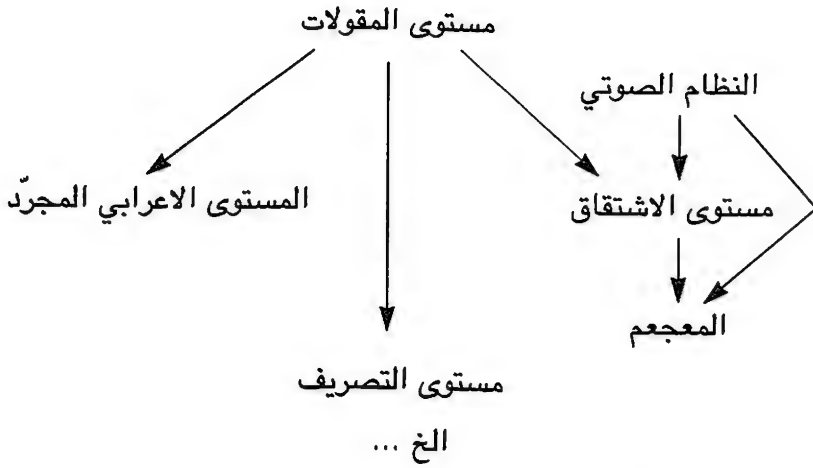 مستوى المقولات
النظام الصوتي
المستوى الاعرابي المجرّد
مستوى الاشتقاق
المعجعم
مستوى التصريف
الخ ...